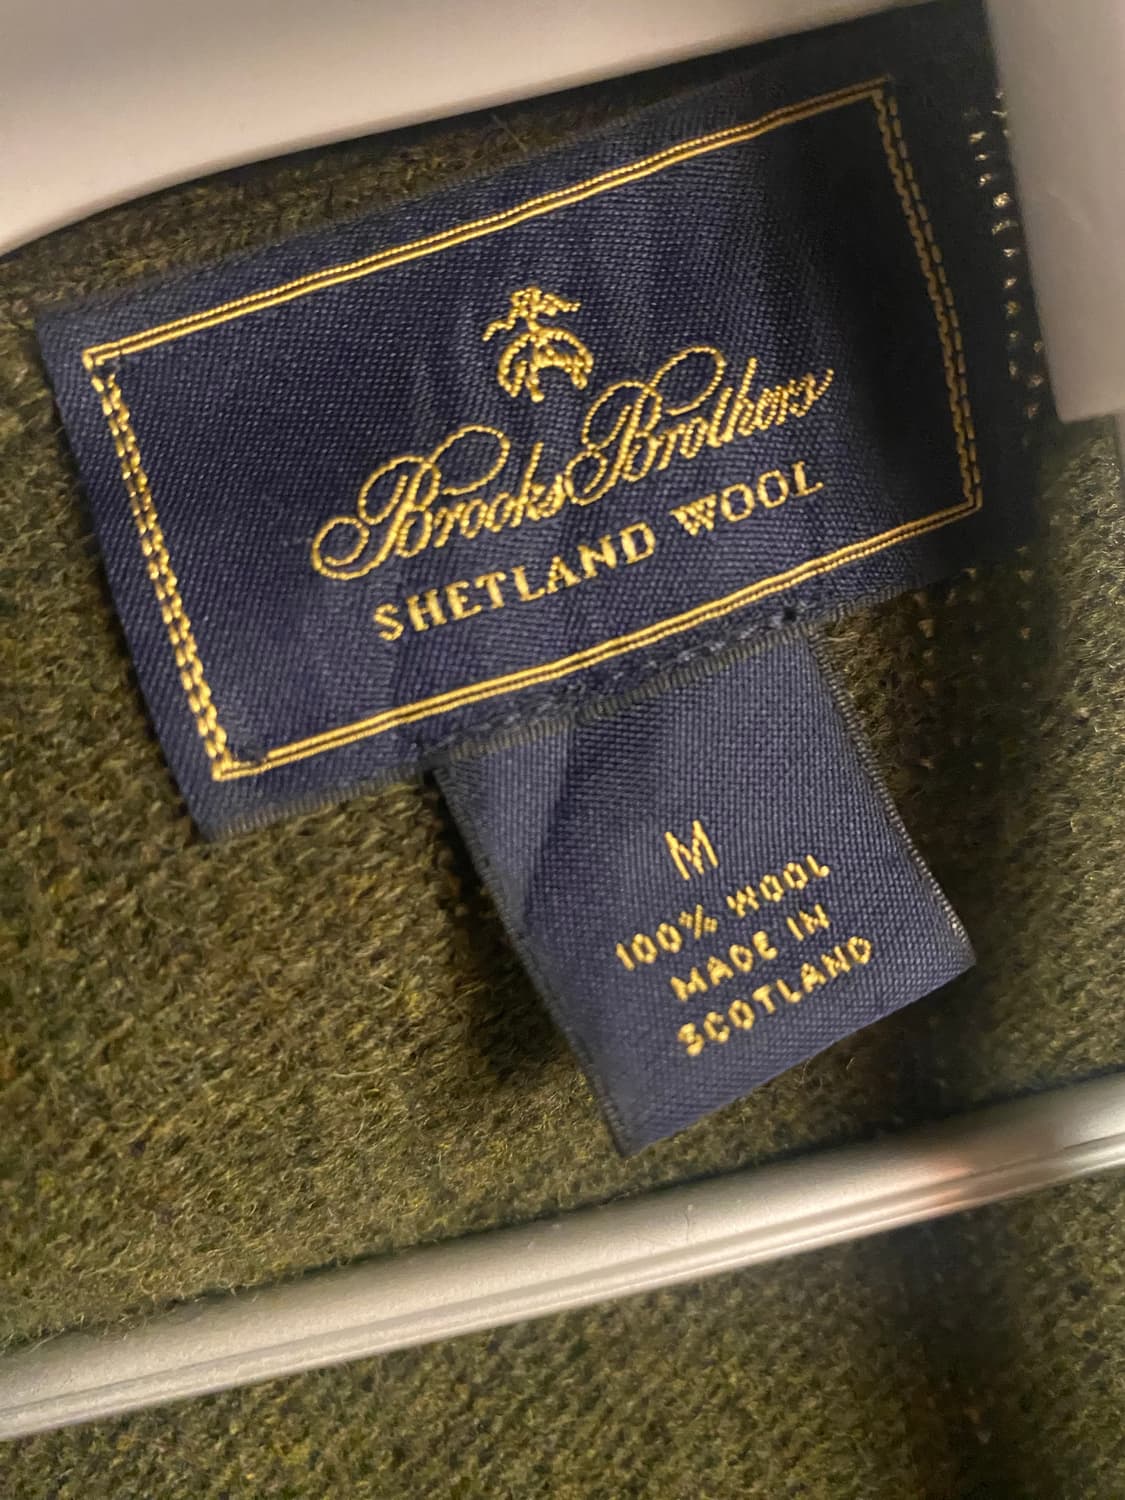 Brooks Brothers
SHETLAND WOOL
M
100% WOOL
MADE IN
SCOTLAND